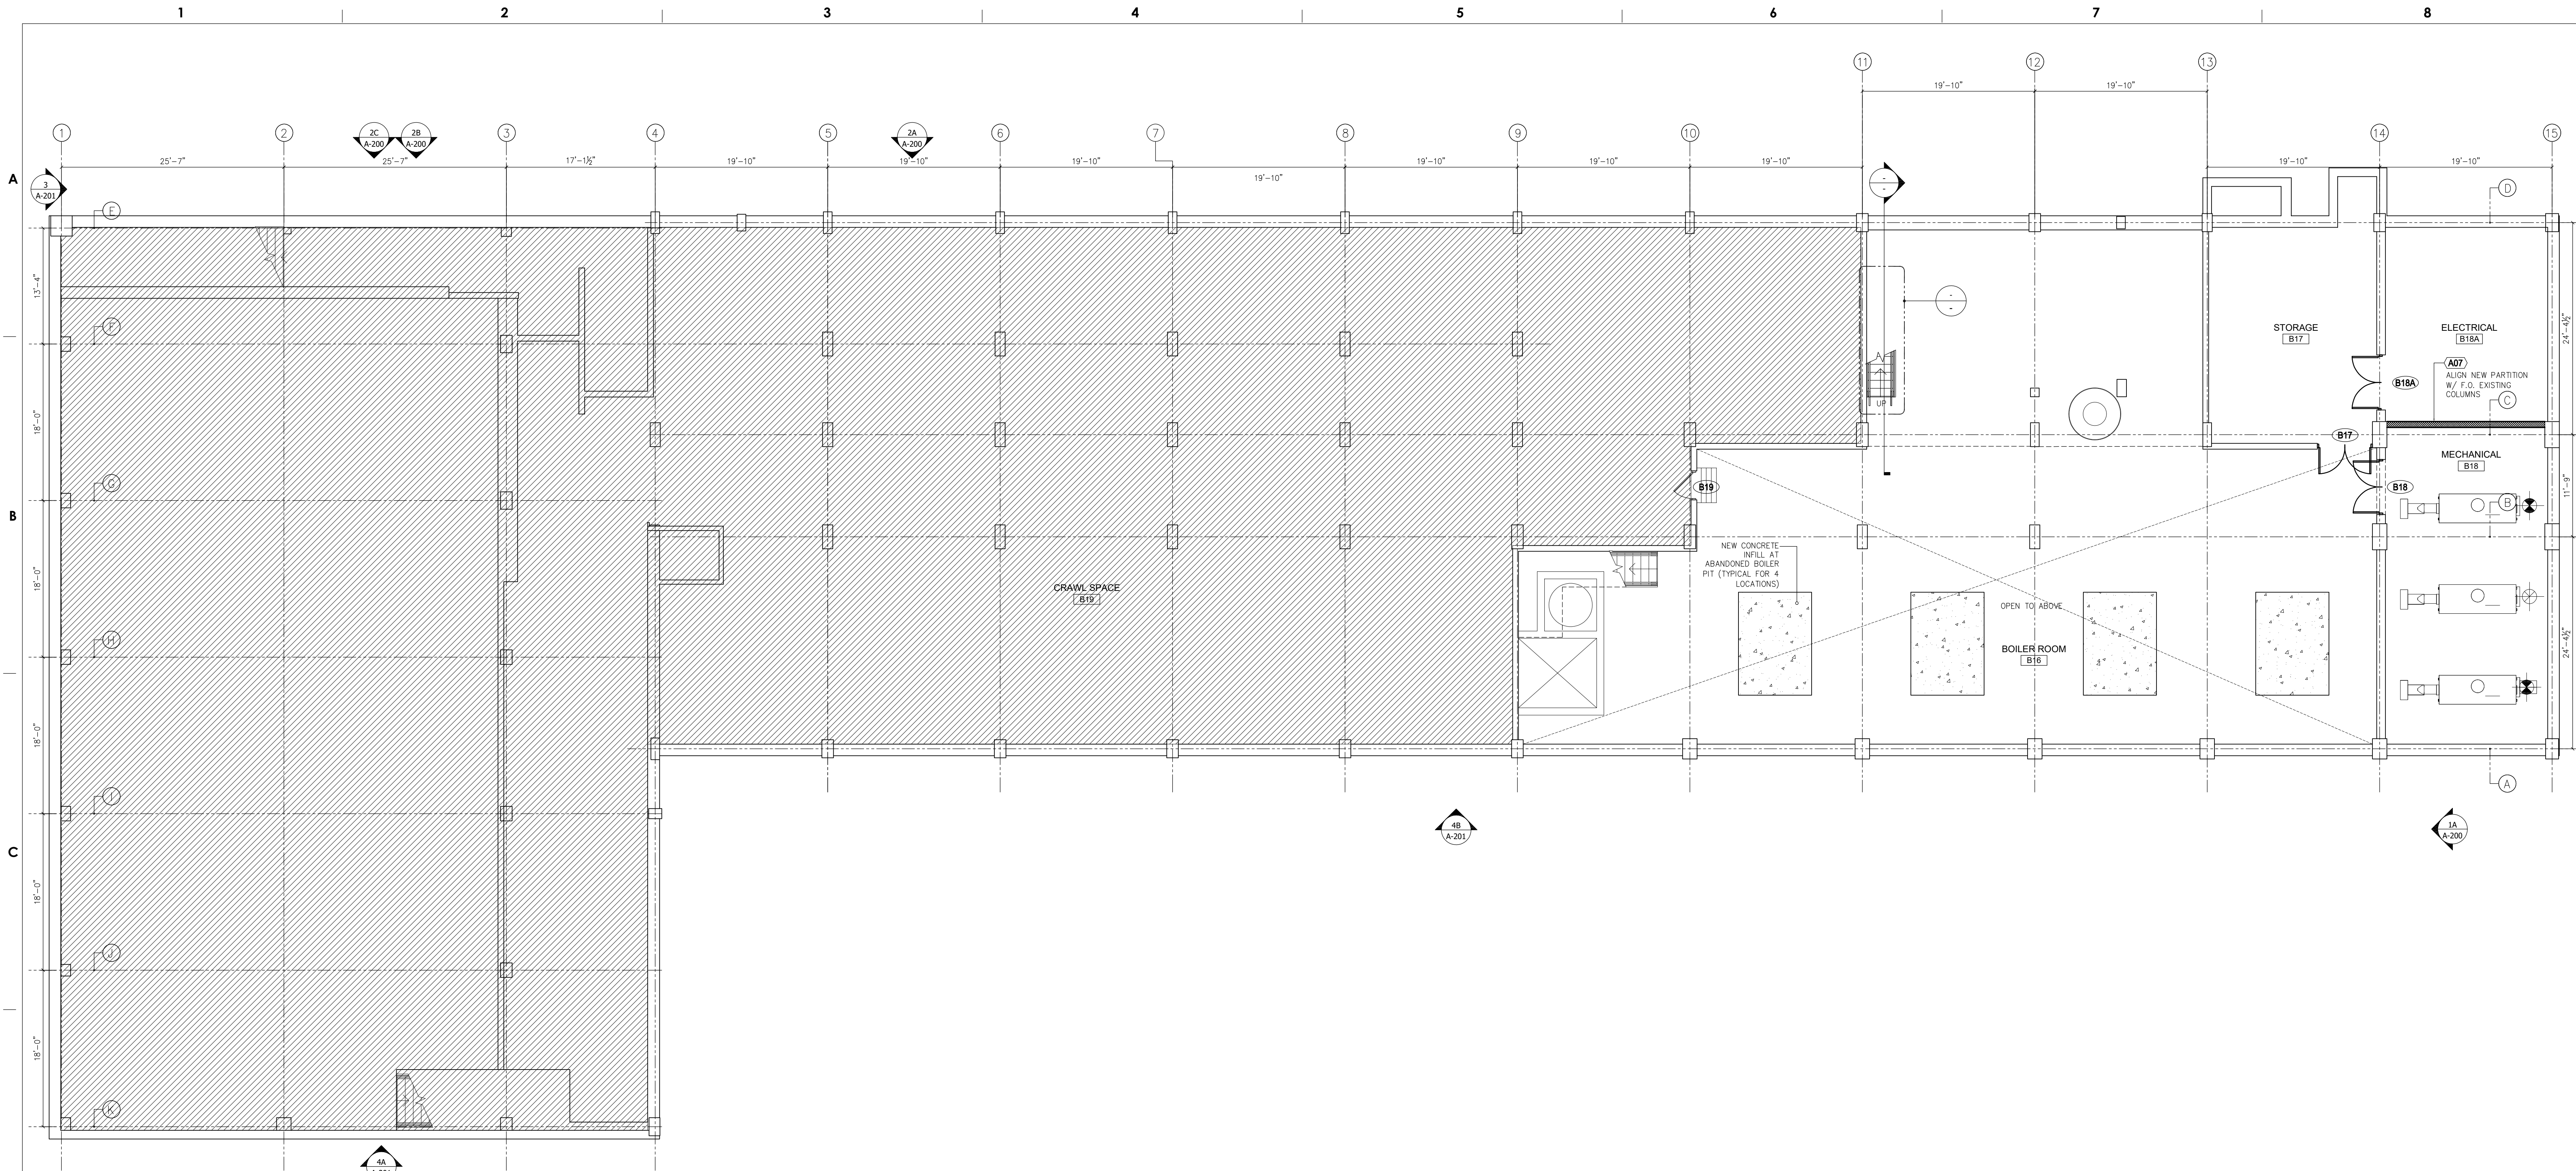 1 2 3 4 5 6 7 8
11 12 13
19'-10" 19'-10"
1 2 3 4 5 6 7 8 9 10 14 15
2C
A-200
2B
A-200
2A
A-200
25'-7" 25'-7" 17'-1½" 19'-10" 19'-10" 19'-10" 19'-10" 19'-10" 19'-10" 19'-10" 19'-10" 19'-10"
A
3
A-201
-
-
D
E
13'-4"
-
-
F
STORAGE
B17
ELECTRICAL
B18A
24'-4½"
A07
ALIGN NEW PARTITION
W/ F.O. EXISTING
COLUMNS
B18A
UP
C
18'-0"
B17
MECHANICAL
B18
G
B19
B18
11'-9"
B
B
NEW CONCRETE
INFILL AT
ABANDONED BOILER
PIT (TYPICAL FOR 4
LOCATIONS)
18'-0"
CRAWL SPACE
B19
OPEN TO ABOVE
H
BOILER ROOM
B16
24'-4½"
18'-0"
A
I
4B
A-201
1A
A-200
C
18'-0"
J
18'-0"
K
4A